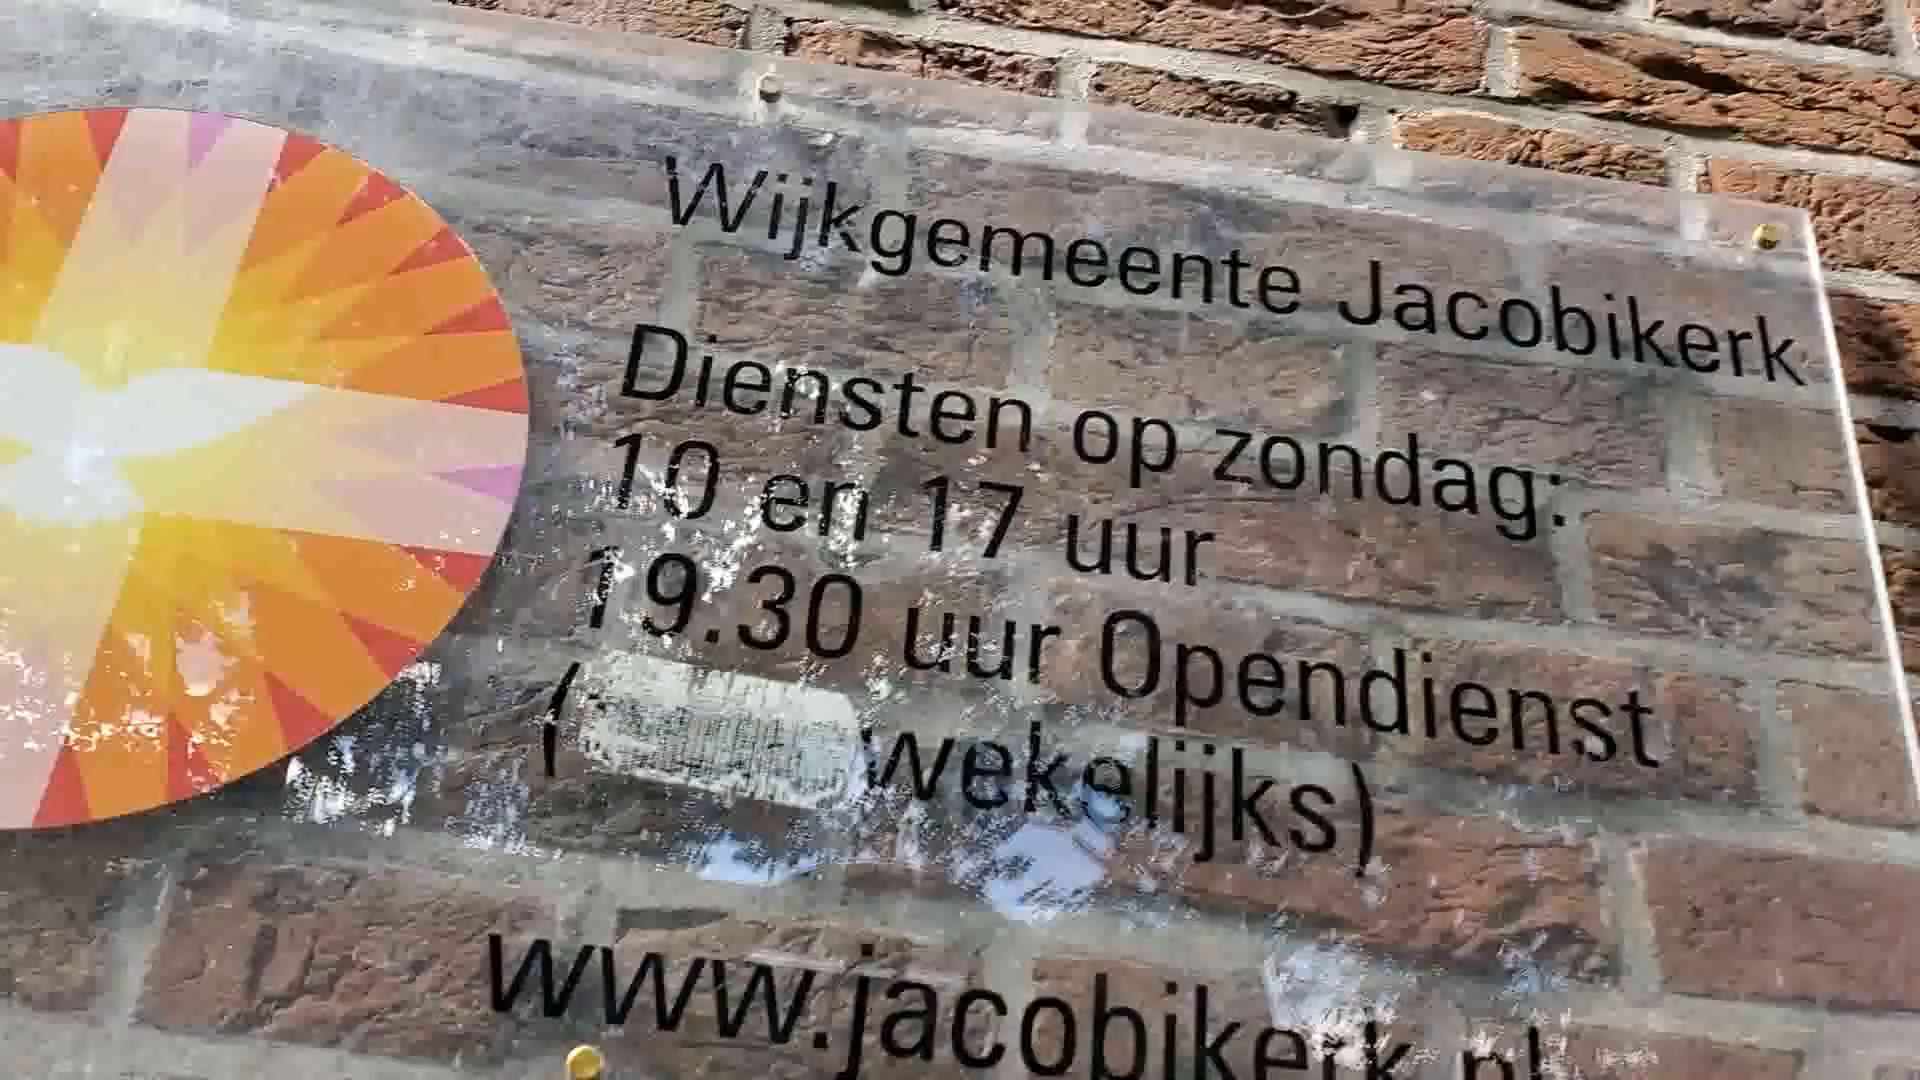 Wijkgemeente Jacobikerk
Diensten op zondag:
10 en 17 uur
19.30 uur Opendienst
( wekelijks)
www.jacobikerk.nl